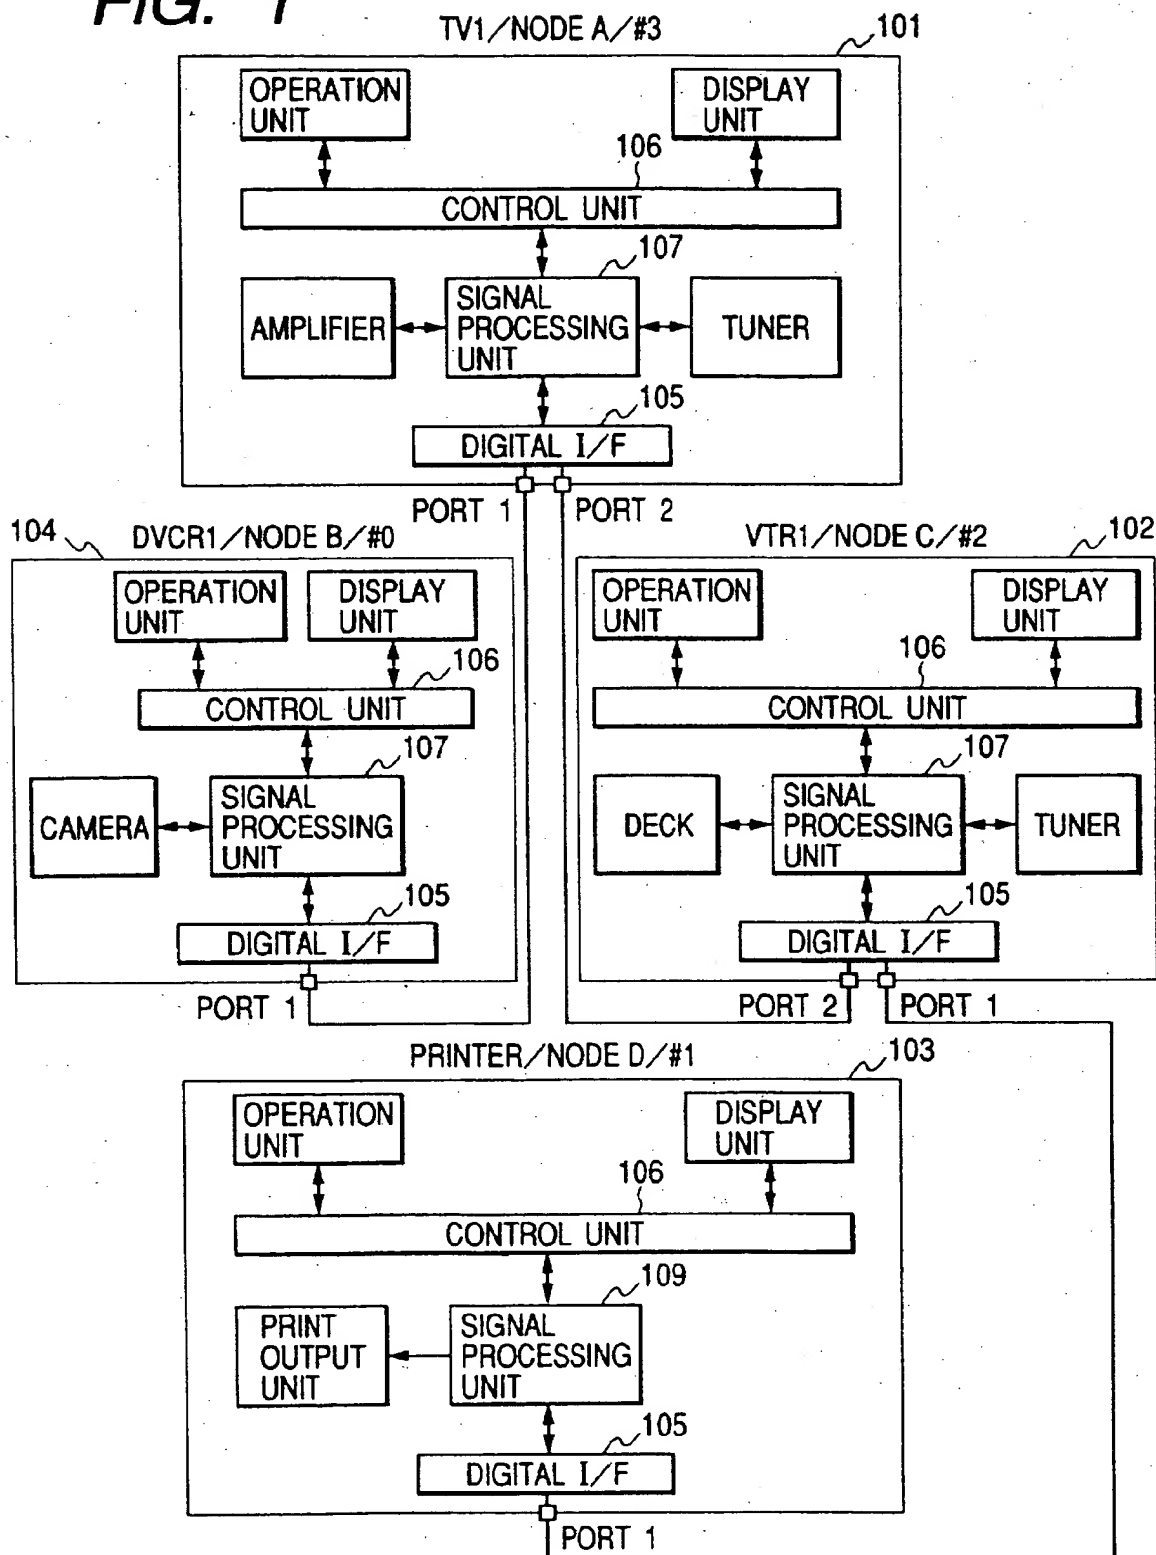 FIG. 1
TV1/NODE A/#3
101
OPERATION
UNIT
DISPLAY
UNIT
106
CONTROL UNIT
107
AMPLIFIER
SIGNAL
PROCESSING
UNIT
TUNER
105
DIGITAL I/F
PORT 1
PORT 2
104
DVCR1/NODE B/#0
OPERATION
UNIT
DISPLAY
UNIT
106
CONTROL UNIT
107
CAMERA
SIGNAL
PROCESSING
UNIT
105
DIGITAL I/F
PORT 1
VTR1/NODE C/#2
102
OPERATION
UNIT
DISPLAY
UNIT
106
CONTROL UNIT
107
DECK
SIGNAL
PROCESSING
UNIT
TUNER
105
DIGITAL I/F
PORT 2
PORT 1
PRINTER/NODE D/#1
103
OPERATION
UNIT
DISPLAY
UNIT
106
CONTROL UNIT
109
PRINT
OUTPUT
UNIT
SIGNAL
PROCESSING
UNIT
105
DIGITAL I/F
PORT 1